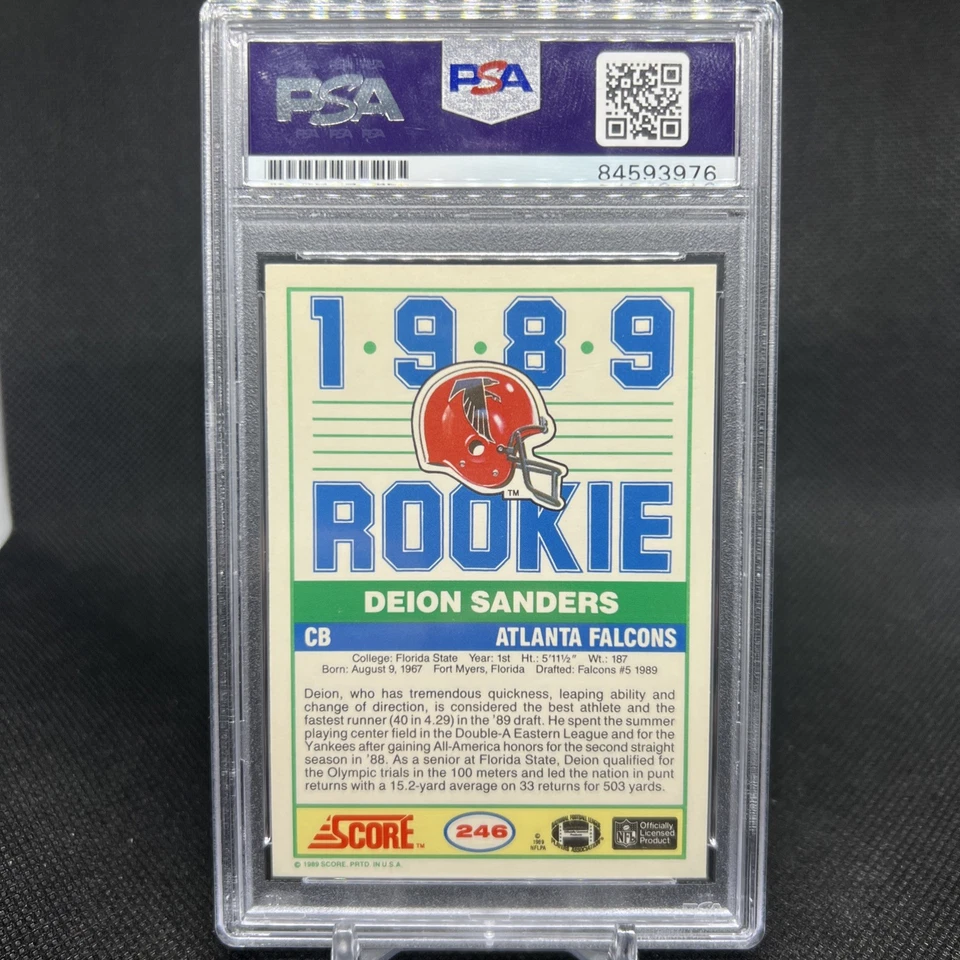 PSA
PSA
84593976
1·9·8·9
TM
ROOKIE
DEION SANDERS
CB ATLANTA FALCONS
College: Florida State Year: 1st Ht.: 5'11½" Wt.: 187
Born: August 9, 1967 Fort Myers, Florida Drafted: Falcons #5 1989
Deion, who has tremendous quickness, leaping ability and
change of direction, is considered the best athlete and the
fastest runner (40 in 4.29) in the '89 draft. He spent the summer
playing center field in the Double-A Eastern League and for the
Yankees after gaining All-America honors for the second straight
season in '88. As a senior at Florida State, Deion qualified for
the Olympic trials in the 100 meters and led the nation in punt
returns with a 15.2-yard average on 33 returns for 503 yards.
SCORE TM
246
© 1989 NFLPA
NFL
Officially
Licensed
Product
© 1989 SCORE. PRTD. IN U.S.A.
PSA